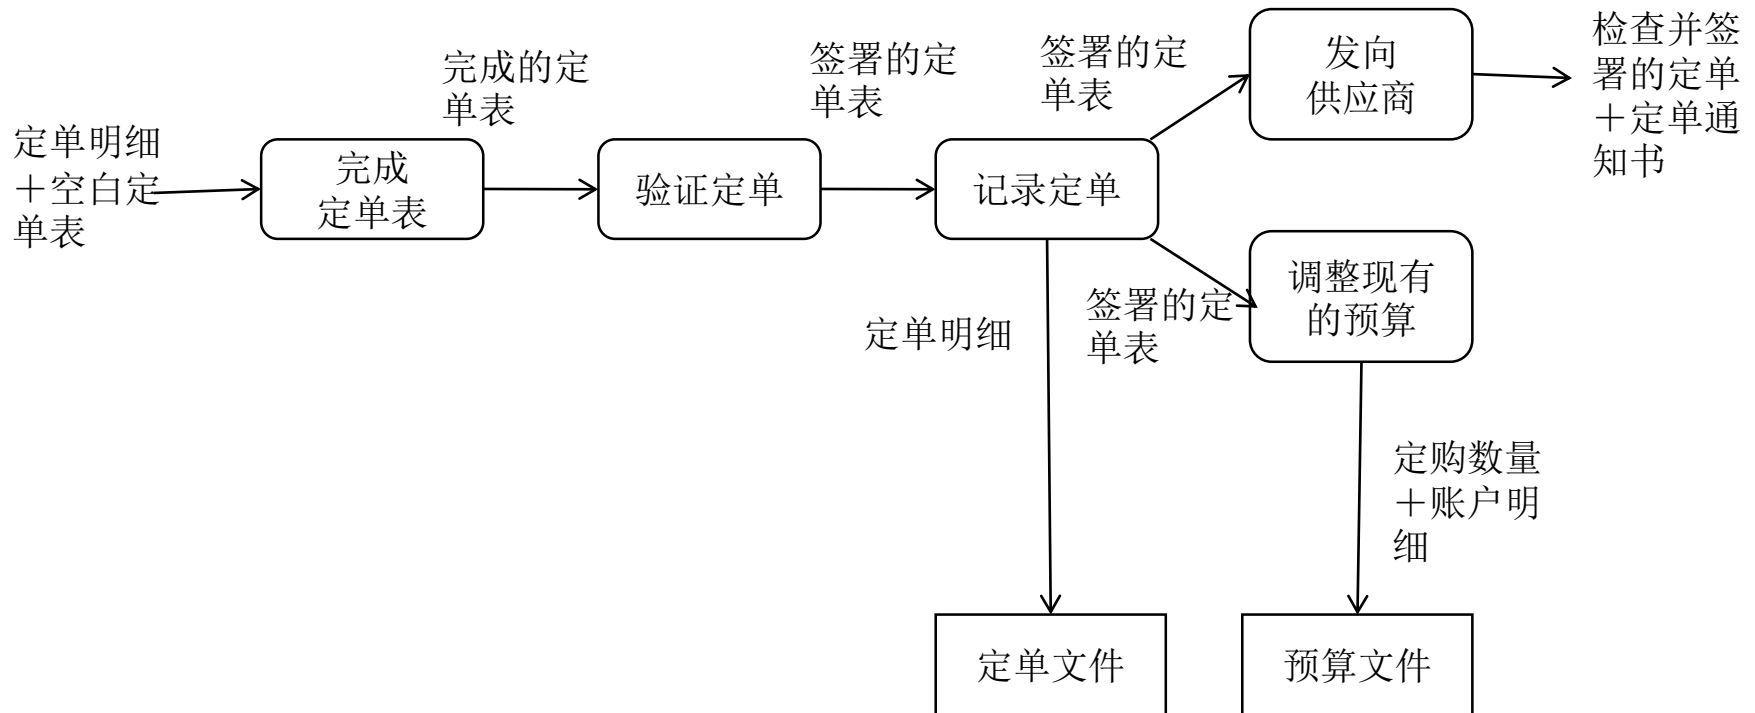 定单明细
＋空白定
单表
完成
定单表
完成的定
单表
验证定单
签署的定
单表
记录定单
签署的定
单表
发向
供应商
检查并签
署的定单
＋定单通
知书
签署的定
单表
调整现有
的预算
定单明细
定购数量
＋账户明
细
定单文件
预算文件